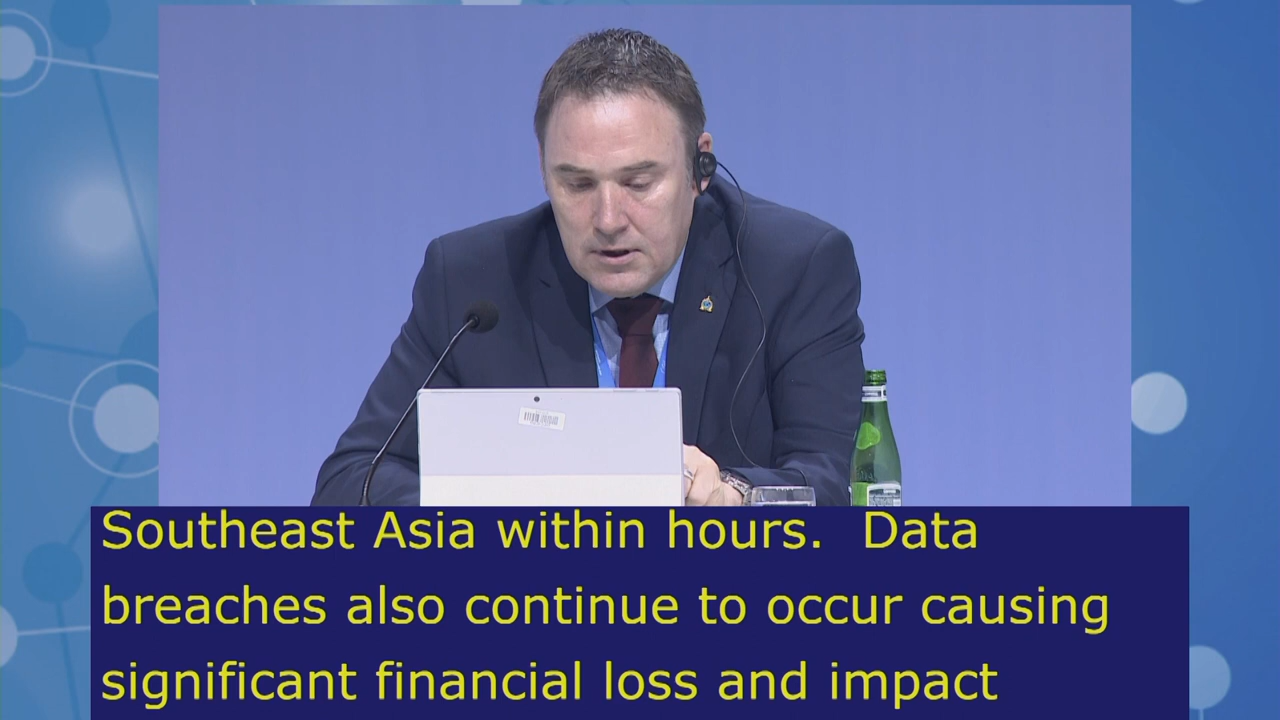 Southeast Asia within hours.  Data
breaches also continue to occur causing
significant financial loss and impact